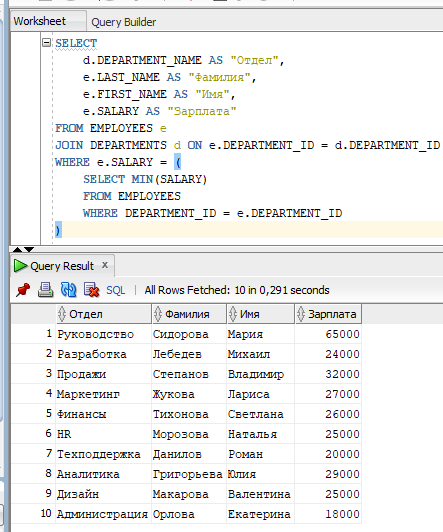 Worksheet Query Builder
SELECT
d.DEPARTMENT_NAME AS "Отдел",
e.LAST_NAME AS "Фамилия",
e.FIRST_NAME AS "Имя",
e.SALARY AS "Зарплата"
FROM EMPLOYEES e
JOIN DEPARTMENTS d ON e.DEPARTMENT_ID = d.DEPARTMENT_ID
WHERE e.SALARY = (
SELECT MIN(SALARY)
FROM EMPLOYEES
WHERE DEPARTMENT_ID = e.DEPARTMENT_ID
)
Query Result x
SQL | All Rows Fetched: 10 in 0,291 seconds
Отдел Фамилия Имя Зарплата
1 Руководство Сидорова Мария 65000
2 Разработка Лебедев Михаил 24000
3 Продажи Степанов Владимир 32000
4 Маркетинг Жукова Лариса 27000
5 Финансы Тихонова Светлана 26000
6 HR Морозова Наталья 25000
7 Техподдержка Данилов Роман 20000
8 Аналитика Григорьева Юлия 29000
9 Дизайн Макарова Валентина 25000
10 Администрация Орлова Екатерина 18000